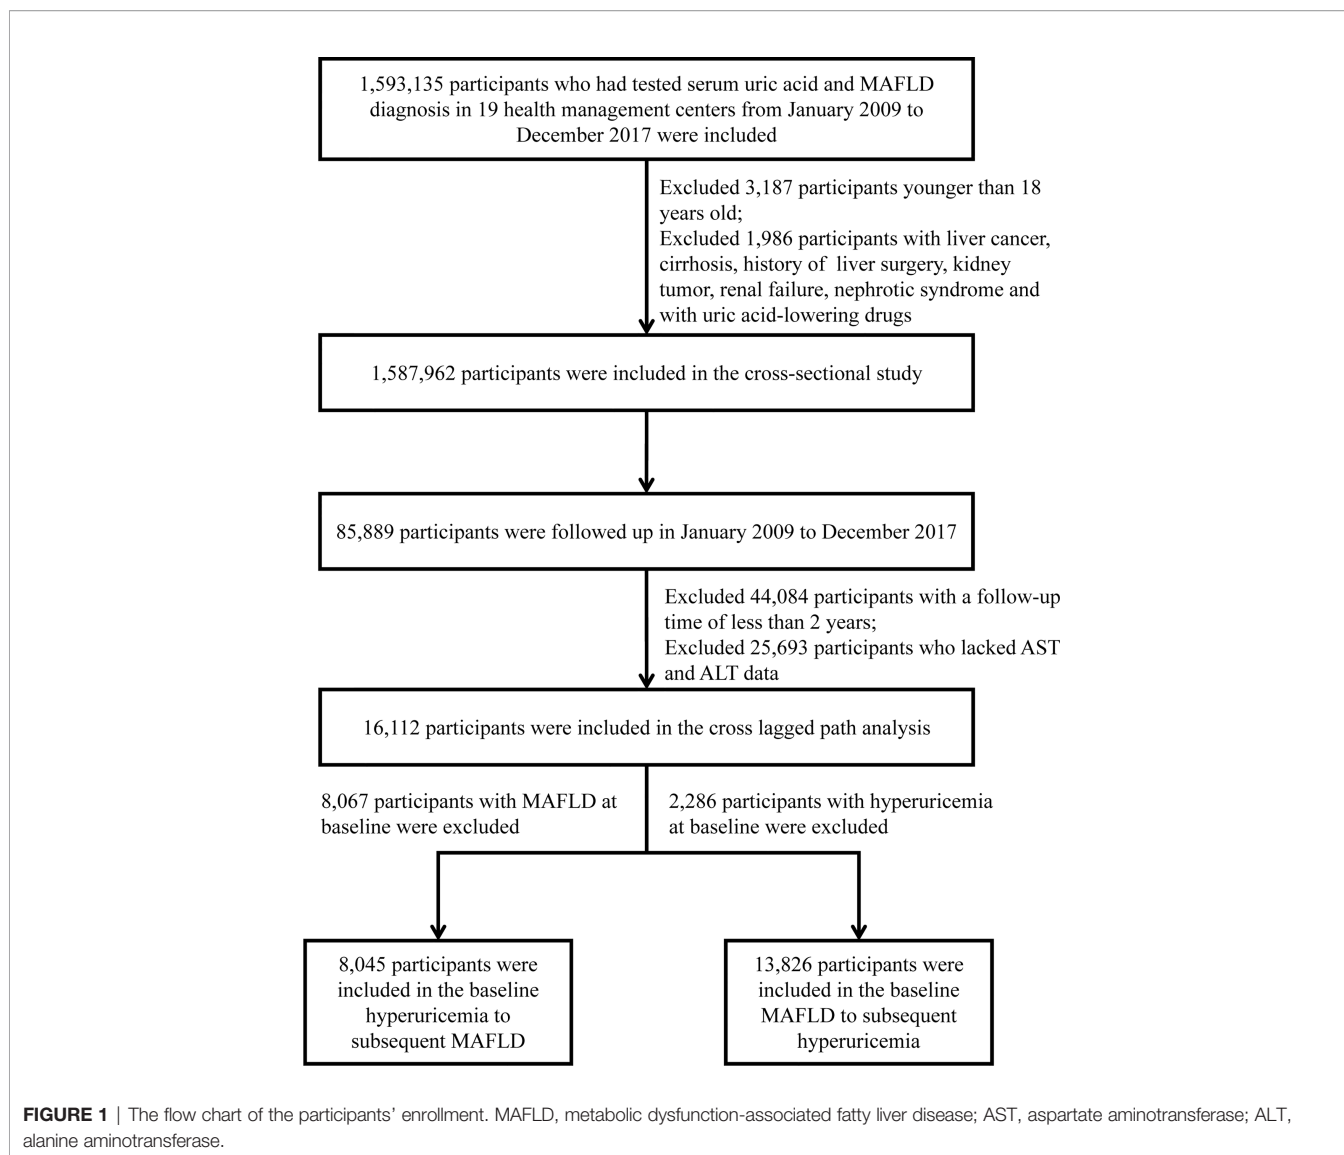 1,593,135 participants who had tested serum uric acid and MAFLD
diagnosis in 19 health management centers from January 2009 to
December 2017 were included
Excluded 3,187 participants younger than 18
years old;
Excluded 1,986 participants with liver cancer,
cirrhosis, history of liver surgery, kidney
tumor, renal failure, nephrotic syndrome and
with uric acid-lowering drugs
1,587,962 participants were included in the cross-sectional study
85,889 participants were followed up in January 2009 to December 2017
Excluded 44,084 participants with a follow-up
time of less than 2 years;
Excluded 25,693 participants who lacked AST
and ALT data
16,112 participants were included in the cross lagged path analysis
8,067 participants with MAFLD at
baseline were excluded
2,286 participants with hyperuricemia
at baseline were excluded
8,045 participants were
included in the baseline
hyperuricemia to
subsequent MAFLD
13,826 participants were
included in the baseline
MAFLD to subsequent
hyperuricemia
FIGURE 1 | The flow chart of the participants’ enrollment. MAFLD, metabolic dysfunction-associated fatty liver disease; AST, aspartate aminotransferase; ALT,
alanine aminotransferase.